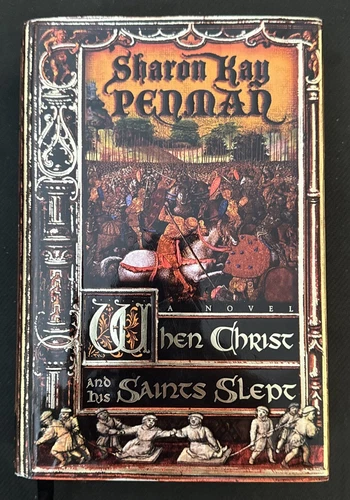 Sharon Kay
PENMAN
A NOVEL
When Christ
and his Saints Slept